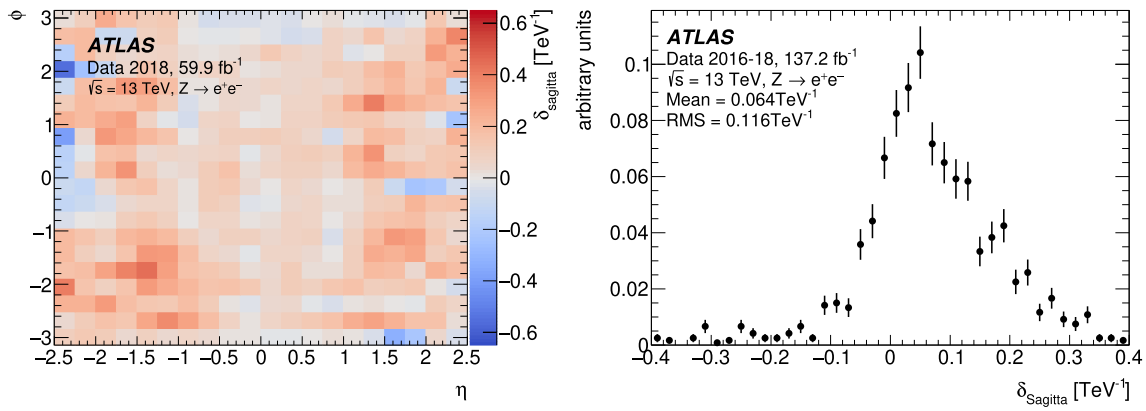 ϕ
3
2
1
0
−1
−2
−3
−2.5 −2 −1.5 −1 −0.5 0 0.5 1 1.5 2 2.5
η
ATLAS
Data 2018, 59.9 fb⁻¹
√s = 13 TeV, Z → e⁺e⁻
0.6
0.4
0.2
0
−0.2
−0.4
−0.6
δsagitta [TeV⁻¹]
arbitrary units
0.1
0.08
0.06
0.04
0.02
0
−0.4 −0.3 −0.2 −0.1 0 0.1 0.2 0.3 0.4
δSagitta [TeV⁻¹]
ATLAS
Data 2016-18, 137.2 fb⁻¹
√s = 13 TeV, Z → e⁺e⁻
Mean = 0.064TeV⁻¹
RMS = 0.116TeV⁻¹